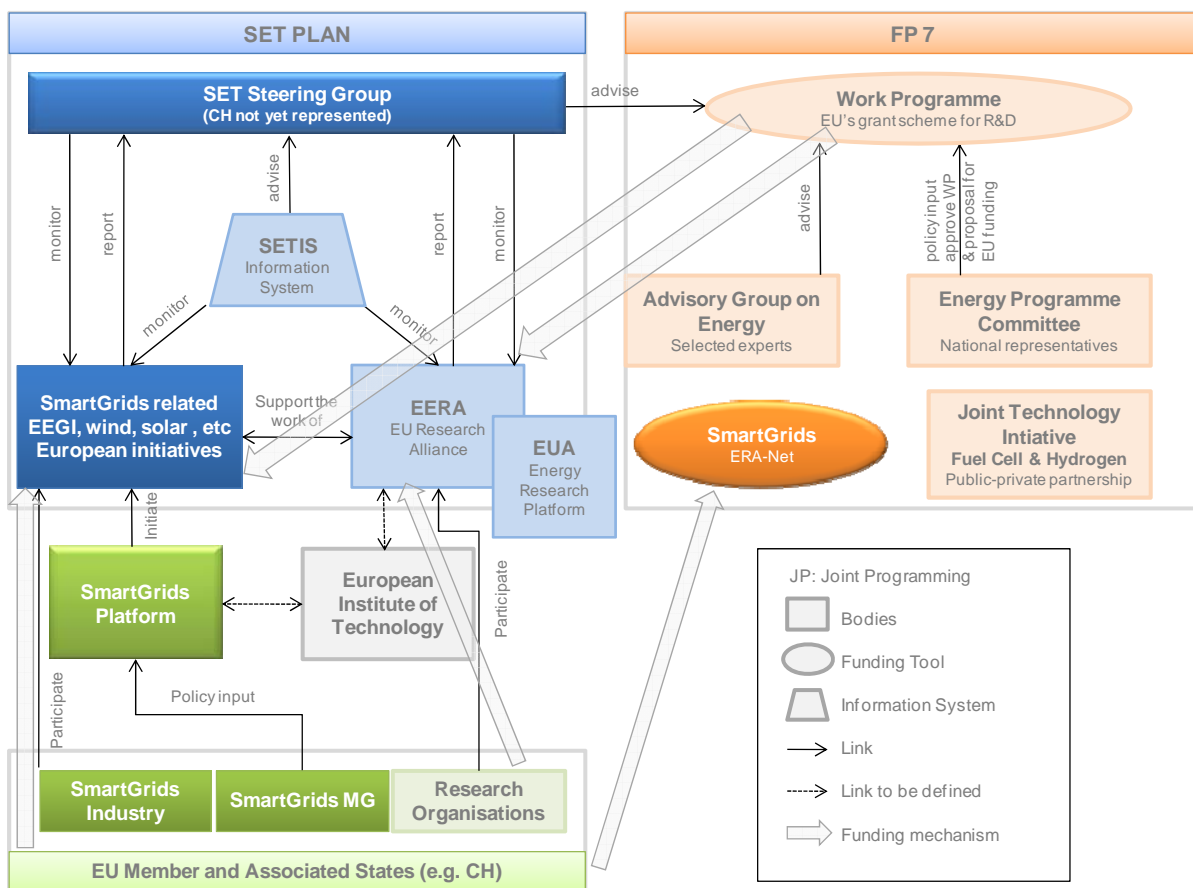 SET PLAN
FP 7
SET Steering Group
(CH not yet represented)
advise
Work Programme
EU's grant scheme for R&D
monitor
report
advise
report
monitor
advise
policy input
approve WP
& proposal for
EU funding
SETIS
Information
System
monitor
monitor
Advisory Group on
Energy
Selected experts
Energy Programme
Committee
National representatives
SmartGrids related
EEGI, wind, solar , etc
European initiatives
Support the
work of
EERA
EU Research
Alliance
EUA
Energy
Research
Platform
SmartGrids
ERA-Net
Joint Technology
Intiative
Fuel Cell & Hydrogen
Public-private partnership
Initiate
SmartGrids
Platform
European
Institute of
Technology
Participate
Participate
Policy input
JP: Joint Programming
Bodies
Funding Tool
Information System
Link
Link to be defined
Funding mechanism
SmartGrids
Industry
SmartGrids MG
Research
Organisations
EU Member and Associated States (e.g. CH)